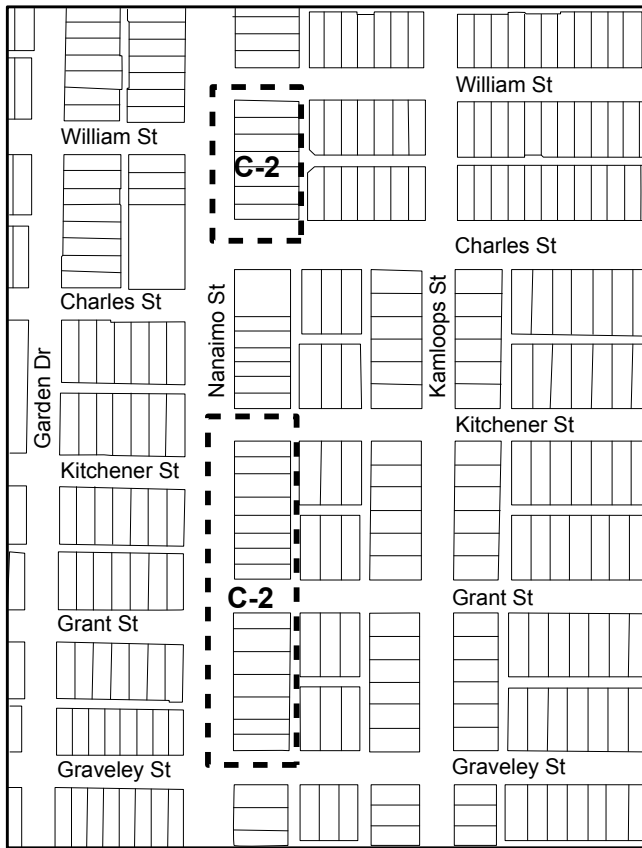 William St
William St
C-2
Charles St
Charles St
Nanaimo St
Kamloops St
Garden Dr
Kitchener St
Kitchener St
C-2
Grant St
Grant St
Graveley St
Graveley St